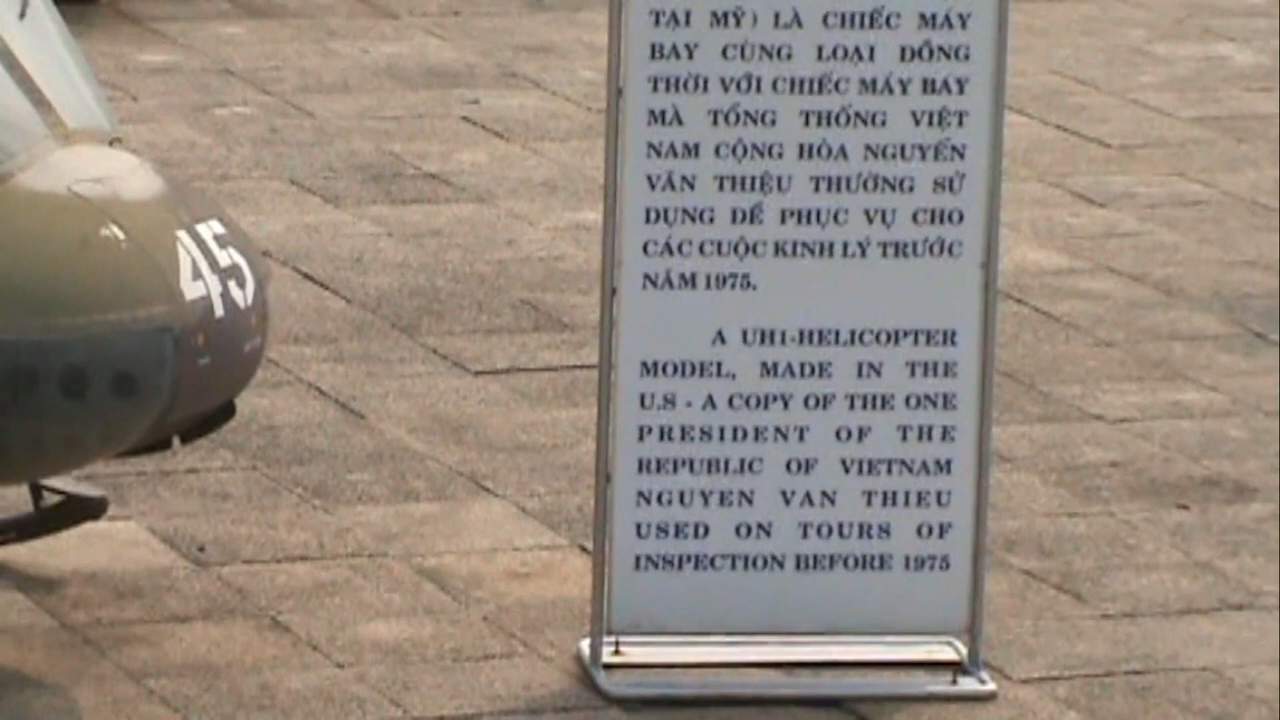 TẠI MỸ) LÀ CHIẾC MÁY
BAY CÙNG LOẠI ĐỒNG
THỜI VỚI CHIẾC MÁY BAY
MÀ TỔNG THỐNG VIỆT
NAM CỘNG HÒA NGUYỄN
VĂN THIỆU THƯỜNG SỬ
DỤNG ĐỂ PHỤC VỤ CHO
CÁC CUỘC KINH LÝ TRƯỚC
NĂM 1975.
A UH1-HELICOPTER
MODEL, MADE IN THE
U.S - A COPY OF THE ONE
PRESIDENT OF THE
REPUBLIC OF VIETNAM
NGUYEN VAN THIEU
USED ON TOURS OF
INSPECTION BEFORE 1975
45